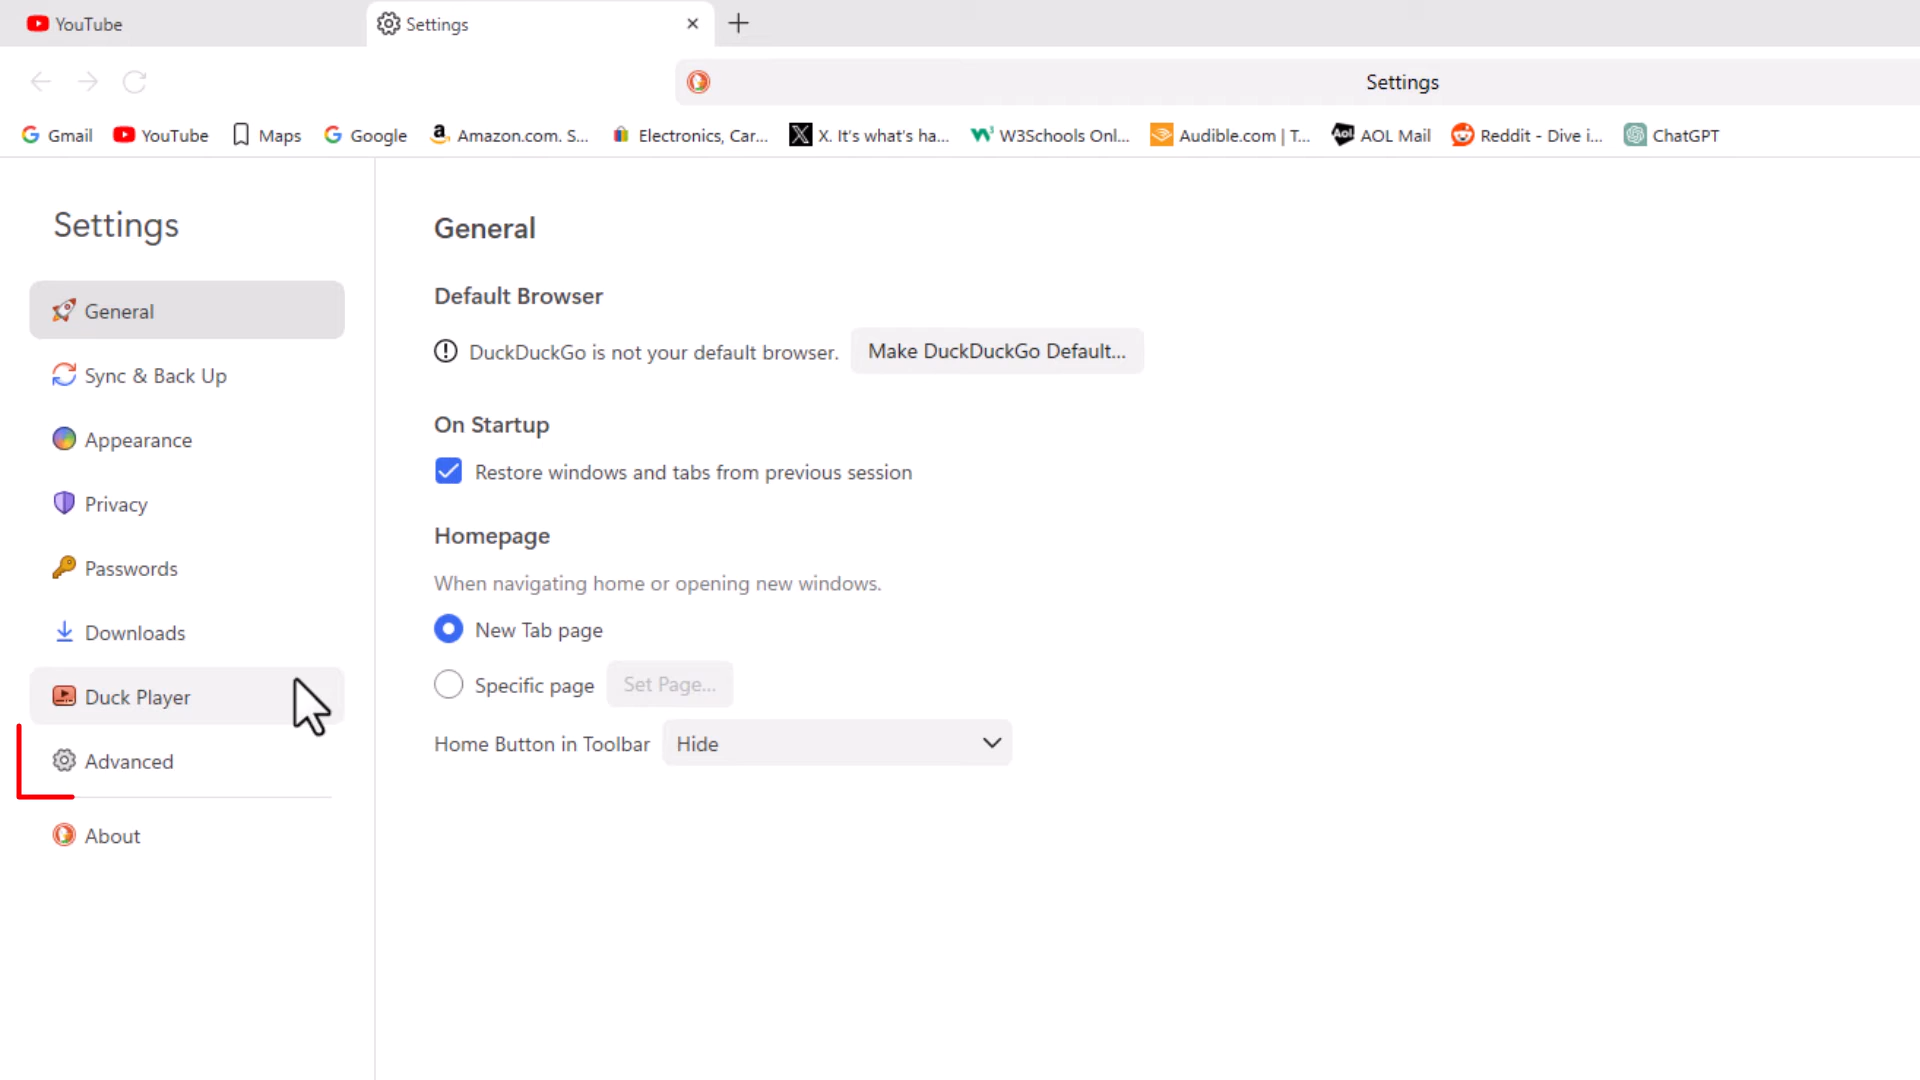 YouTube
Settings
Settings
Gmail
YouTube
Maps
Google
Amazon.com. S...
Electronics, Car...
X. It's what's ha...
W3Schools Onl...
Audible.com | T...
AOL Mail
Reddit - Dive i...
ChatGPT
Settings
General
Sync & Back Up
Appearance
Privacy
Passwords
Downloads
Duck Player
Advanced
About
General
Default Browser
DuckDuckGo is not your default browser.
Make DuckDuckGo Default...
On Startup
Restore windows and tabs from previous session
Homepage
When navigating home or opening new windows.
New Tab page
Specific page
Set Page...
Home Button in Toolbar
Hide